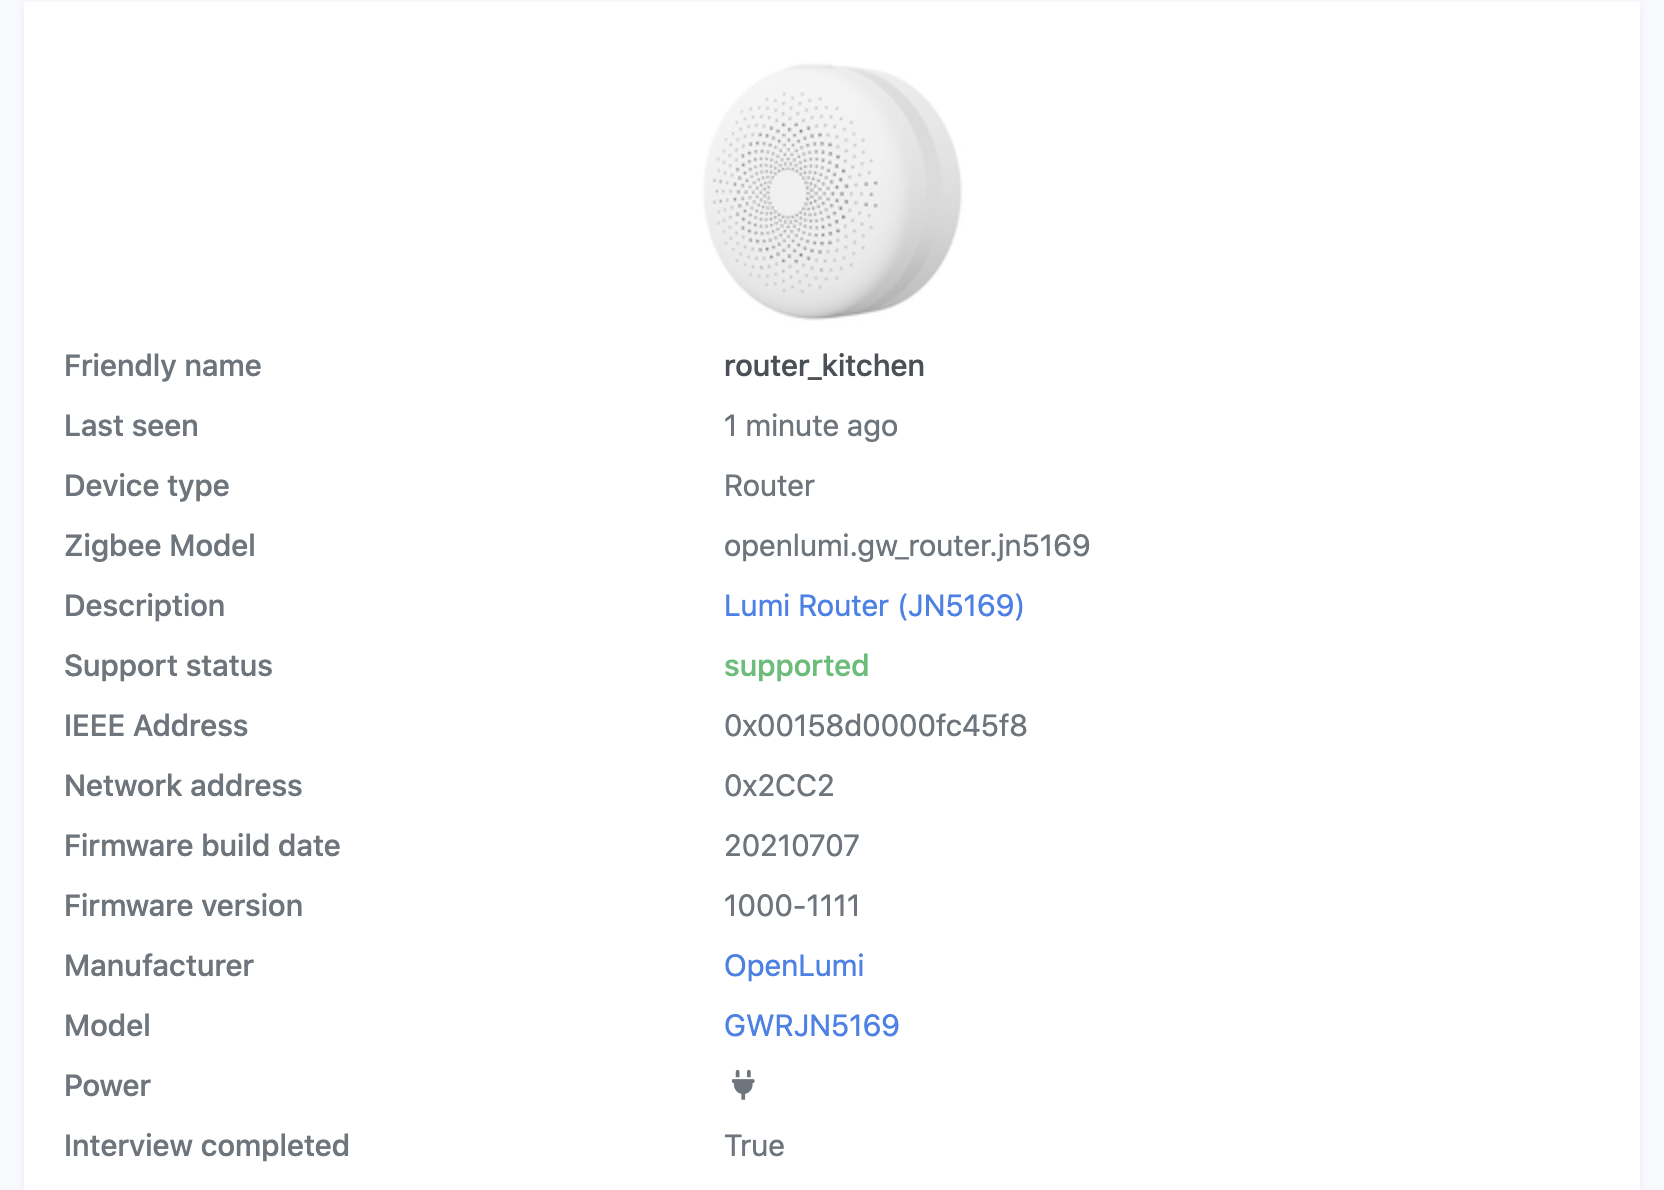 Friendly name router_kitchen
Last seen 1 minute ago
Device type Router
Zigbee Model openlumi.gw_router.jn5169
Description Lumi Router (JN5169)
Support status supported
IEEE Address 0x00158d0000fc45f8
Network address 0x2CC2
Firmware build date 20210707
Firmware version 1000-1111
Manufacturer OpenLumi
Model GWRJN5169
Power
Interview completed True